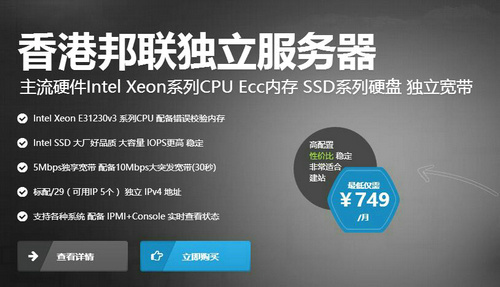 香港邦联独立服务器
主流硬件Intel Xeon系列CPU Ecc内存 SSD系列硬盘 独立宽带
Intel Xeon E31230v3 系列CPU 配备错误校验内存
Intel SSD 大厂好品质 大容量 IOPS更高 稳定
5Mbps独享宽带 配备10Mbps大突发宽带(30秒)
标配/29（可用IP 5个）独立 IPv4 地址
支持各种系统 配备 IPMI+Console 实时查看状态
高配置
性价比 稳定
非常适合
建站
最低仅需
￥749
/月
查看详情
立即购买